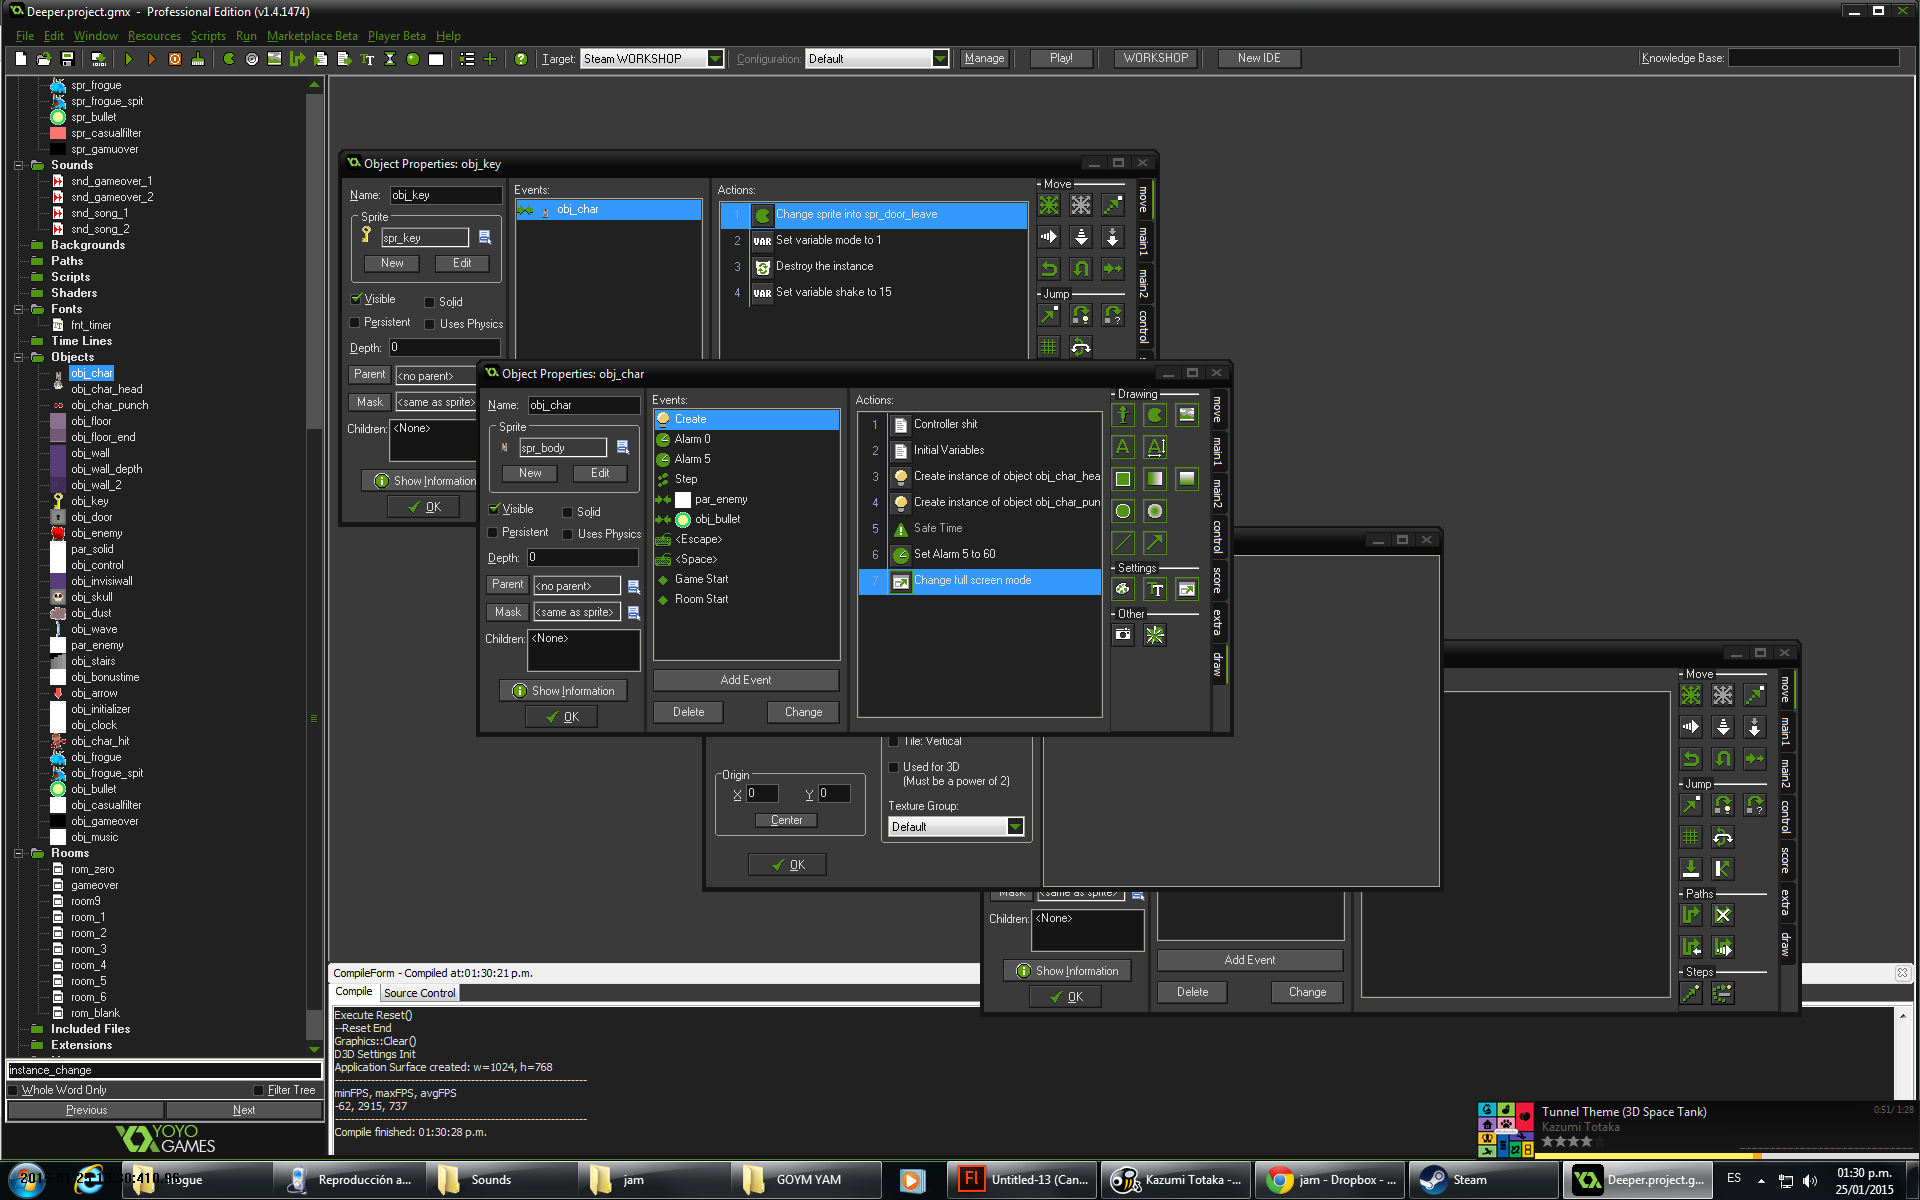 Deeper.project.gmx - Professional Edition (v1.4.1474)
File Edit Window Resources Scripts Run Marketplace Beta Player Beta Help
Target: Steam WORKSHOP Configuration: Default Manage Play! WORKSHOP New IDE Knowledge Base:
spr_frogue
spr_frogue_spit
spr_bullet
spr_casualfilter
spr_gamuover
Sounds
snd_gameover_1
snd_gameover_2
snd_song_1
snd_song_2
Backgrounds
Paths
Scripts
Shaders
Fonts
fnt_timer
Time Lines
Objects
obj_char
obj_char_head
obj_char_punch
obj_floor
obj_floor_end
obj_wall
obj_wall_depth
obj_wall_2
obj_key
obj_door
obj_enemy
par_solid
obj_control
obj_invisiwall
obj_skull
obj_dust
obj_wave
par_enemy
obj_stairs
obj_bonustime
obj_arrow
obj_initializer
obj_clock
obj_char_hit
obj_frogue
obj_frogue_spit
obj_bullet
obj_casualfilter
obj_gameover
obj_music
Rooms
rom_zero
gameover
room9
room_1
room_2
room_3
room_4
room_5
room_6
rom_blank
Included Files
Extensions
instance_change
Whole Word Only Filter Tree
Previous Next
YOYO
GAMES
Object Properties: obj_key
Name: obj_key
Sprite
spr_key
New Edit
Visible Solid
Persistent Uses Physics
Depth: 0
Parent <no parent>
Mask <same as sprite>
Children: <None>
Show Information
OK
Events:
obj_char
Actions:
1 Change sprite into spr_door_leave
2 VAR Set variable mode to 1
3 Destroy the instance
4 VAR Set variable shake to 15
Move
Jump
move
main1
main2
control
Object Properties: obj_char
Name: obj_char
Sprite
spr_body
New Edit
Visible Solid
Persistent Uses Physics
Depth: 0
Parent <no parent>
Mask <same as sprite>
Children: <None>
Show Information
OK
Events:
Create
Alarm 0
Alarm 5
Step
par_enemy
obj_bullet
<Escape>
<Space>
Game Start
Room Start
Add Event
Delete Change
Actions:
1 Controller shit
2 Initial Variables
3 Create instance of object obj_char_hea
4 Create instance of object obj_char_pun
5 Safe Time
6 Set Alarm 5 to 60
7 Change full screen mode
Drawing
Settings
Other
move
main1
main2
control
score
extra
draw
Tile: Vertical
Used for 3D
(Must be a power of 2)
Texture Group:
Default
Origin
X 0 Y 0
Center
OK
Mask <same as sprite>
Children: <None>
Show Information
OK
Add Event
Delete Change
Move
Jump
Paths
Steps
move
main1
main2
control
score
extra
draw
CompileForm - Compiled at:01:30:21 p.m.
Compile Source Control
Execute Reset()
--Reset End
Graphics::Clear()
D3D Settings Init
Application Surface created: w=1024, h=768
minFPS, maxFPS, avgFPS
-62, 2915, 737
Compile finished: 01:30:28 p.m.
Tunnel Theme (3D Space Tank) 0:51/ 1:28
Kazumi Totaka
Reproducción a... Sounds jam GOYM YAM Untitled-13 (Can... Kazumi Totaka -... jam - Dropbox - ... Steam Deeper.project.g... ES 01:30 p.m.
25/01/2015